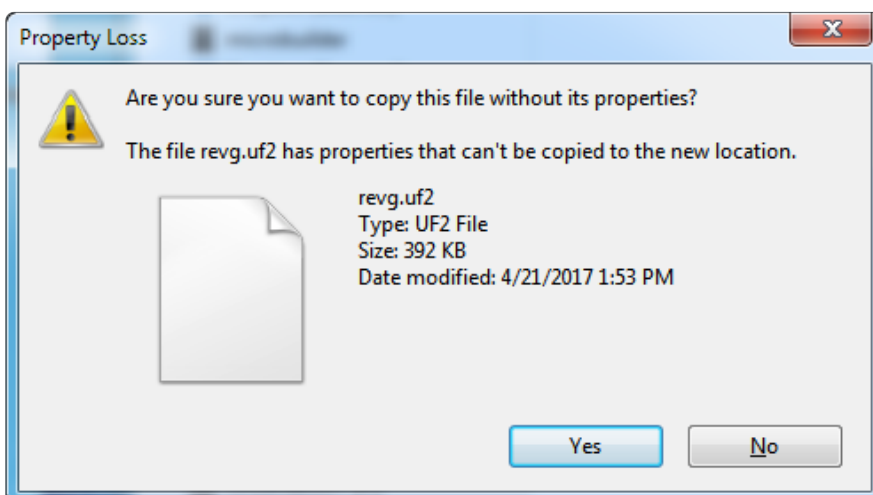 Property Loss
Are you sure you want to copy this file without its properties?
The file revg.uf2 has properties that can't be copied to the new location.
revg.uf2
Type: UF2 File
Size: 392 KB
Date modified: 4/21/2017 1:53 PM
Yes
No